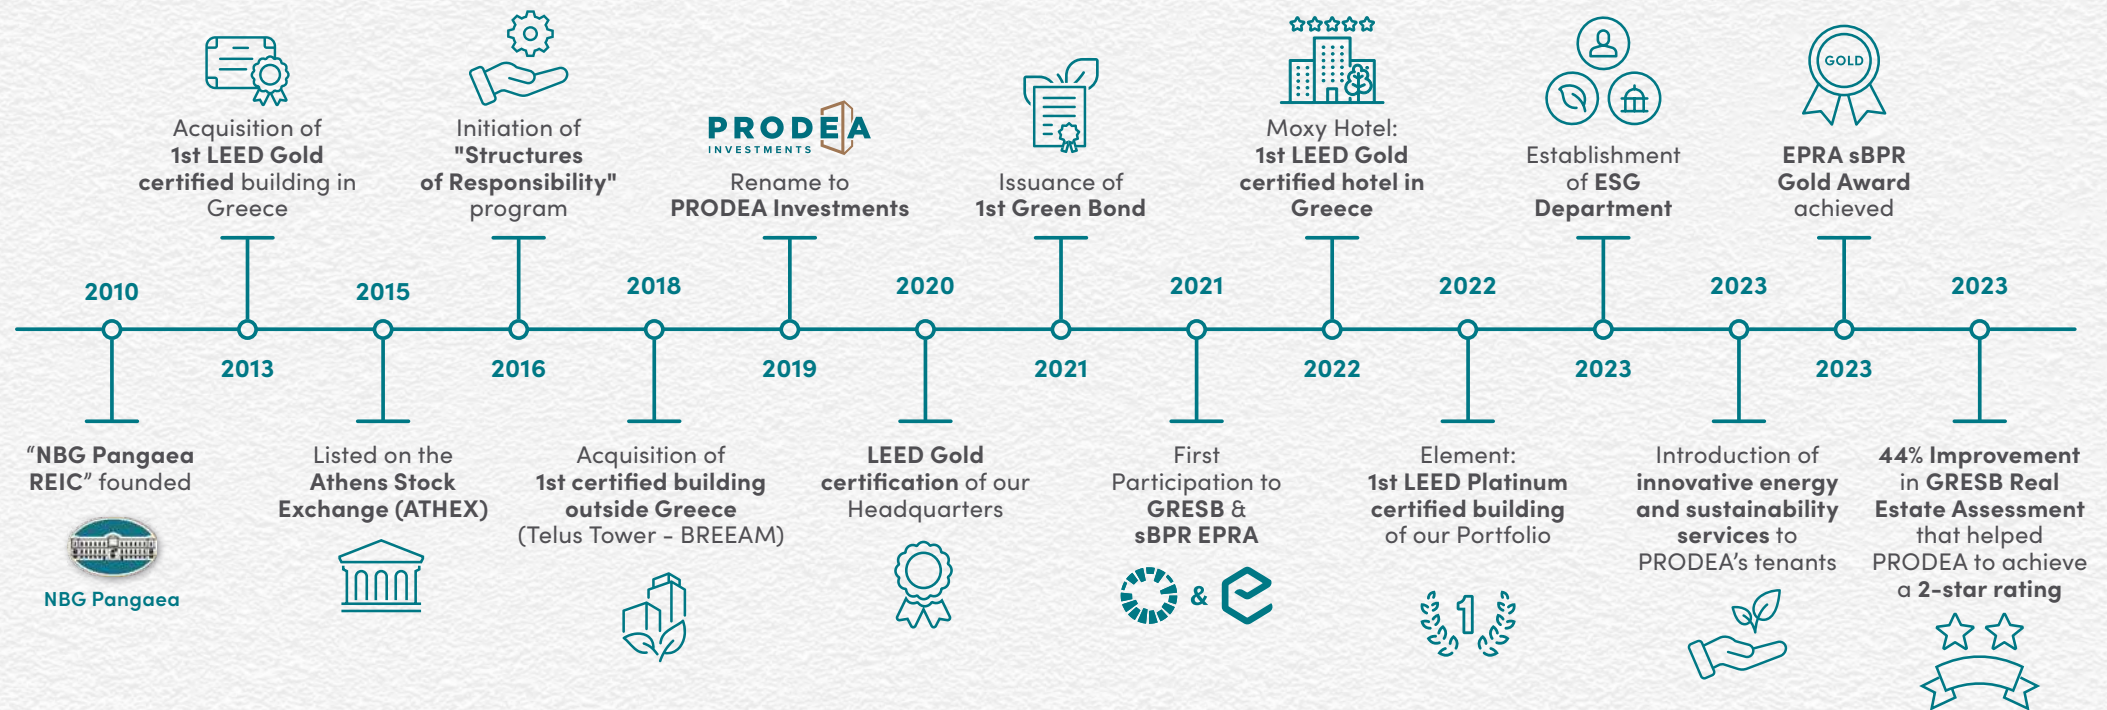 2010
"NBG Pangaea
REIC" founded
NBG Pangaea
Acquisition of
1st LEED Gold
certified building in
Greece
2013
2015
Listed on the
Athens Stock
Exchange (ATHEX)
Initiation of
"Structures
of Responsibility"
program
2016
2018
Acquisition of
1st certified building
outside Greece
(Telus Tower - BREEAM)
PRODEA
INVESTMENTS
Rename to
PRODEA Investments
2019
2020
LEED Gold
certification of our
Headquarters
Issuance of
1st Green Bond
2021
2021
First
Participation to
GRESB &
sBPR EPRA
&
Moxy Hotel:
1st LEED Gold
certified hotel in
Greece
2022
2022
Element:
1st LEED Platinum
certified building
of our Portfolio
1
Establishment
of ESG
Department
2023
2023
Introduction of
innovative energy
and sustainability
services to
PRODEA's tenants
GOLD
EPRA sBPR
Gold Award
achieved
2023
2023
44% Improvement
in GRESB Real
Estate Assessment
that helped
PRODEA to achieve
a 2-star rating